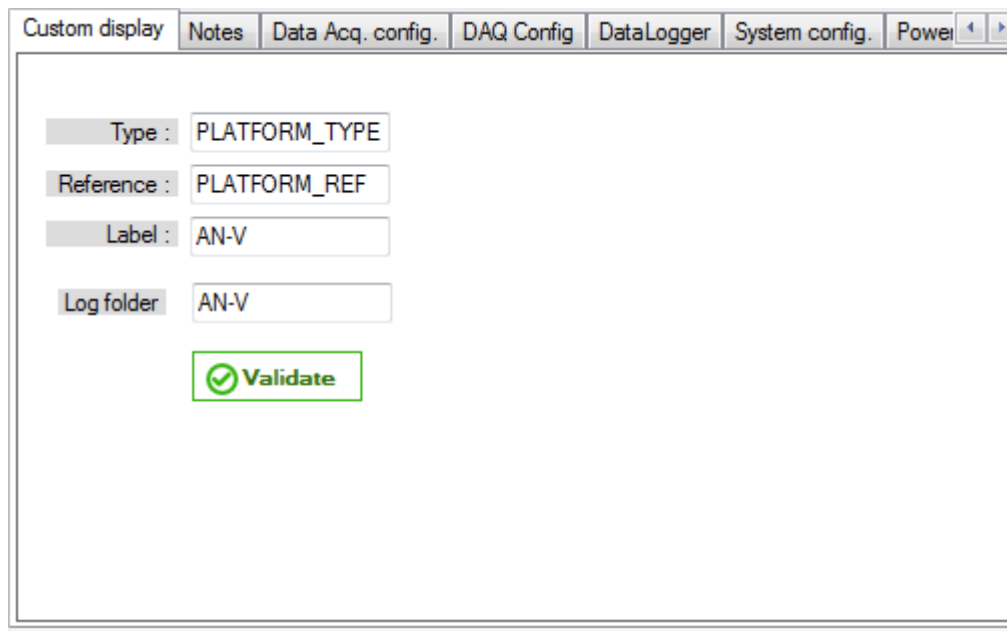 Custom display Notes Data Acq. config. DAQ Config DataLogger System config.
Type : PLATFORM_TYPE
Reference : PLATFORM_REF
Label : AN-V
Log folder AN-V
Validate